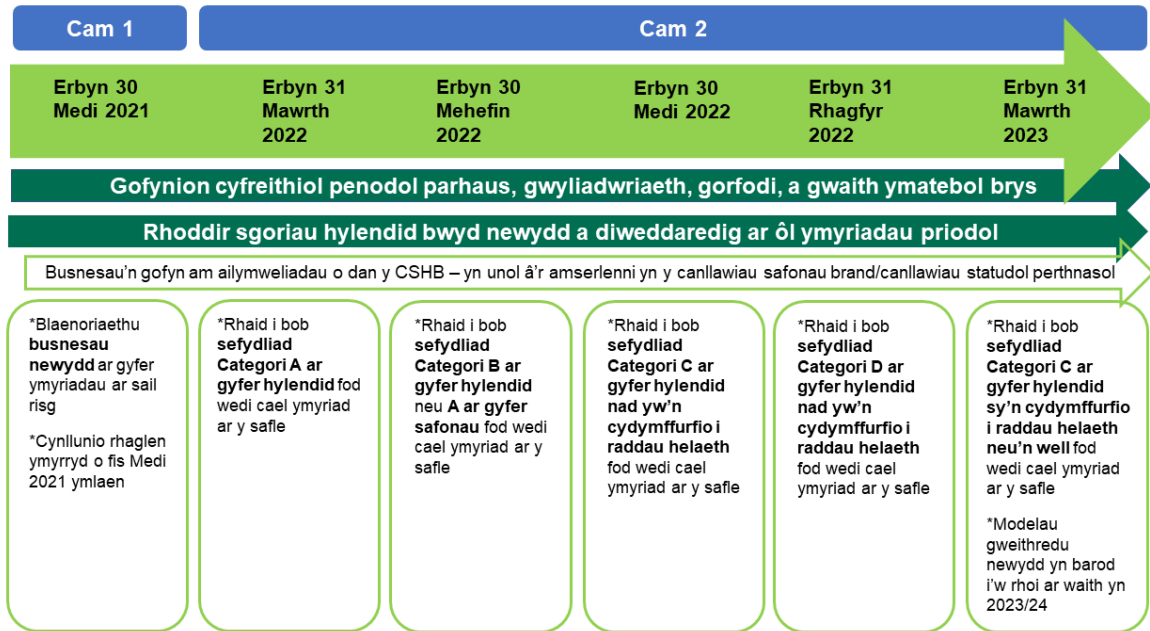 Cam 1
Cam 2
Erbyn 30
Medi 2021
Erbyn 31
Mawrth
2022
Erbyn 30
Mehefin
2022
Erbyn 30
Medi 2022
Erbyn 31
Rhagfyr
2022
Erbyn 31
Mawrth
2023
Gofynion cyfreithiol penodol parhaus, gwyliadwriaeth, gorfodi, a gwaith ymatebol brys
Rhoddir sgoriau hylendid bwyd newydd a diweddaredig ar ôl ymyriadau priodol
Busnesau'n gofyn am ailymweliadau o dan y CSHB – yn unol â'r amserlenni yn y canllawiau safonau brand/canllawiau statudol perthnasol
*Blaenoriaethu
busnesau
newydd ar gyfer
ymyriadau ar sail
risg
*Cynllunio rhaglen
ymyrryd o fis Medi
2021 ymlaen
*Rhaid i bob
sefydliad
Categori A ar
gyfer hylendid fod
wedi cael ymyriad
ar y safle
*Rhaid i bob
sefydliad
Categori B ar
gyfer hylendid
neu A ar gyfer
safonau fod wedi
cael ymyriad ar y
safle
*Rhaid i bob
sefydliad
Categori C ar
gyfer hylendid
nad yw'n
cydymffurfio i
raddau helaeth
fod wedi cael
ymyriad ar y safle
*Rhaid i bob
sefydliad
Categori D ar
gyfer hylendid
nad yw'n
cydymffurfio i
raddau helaeth
fod wedi cael
ymyriad ar y safle
*Rhaid i bob
sefydliad
Categori C ar
gyfer hylendid
sy'n cydymffurfio
i raddau helaeth
neu'n well fod
wedi cael ymyriad
ar y safle
*Modelau
gweithredu
newydd yn barod
i'w rhoi ar waith yn
2023/24